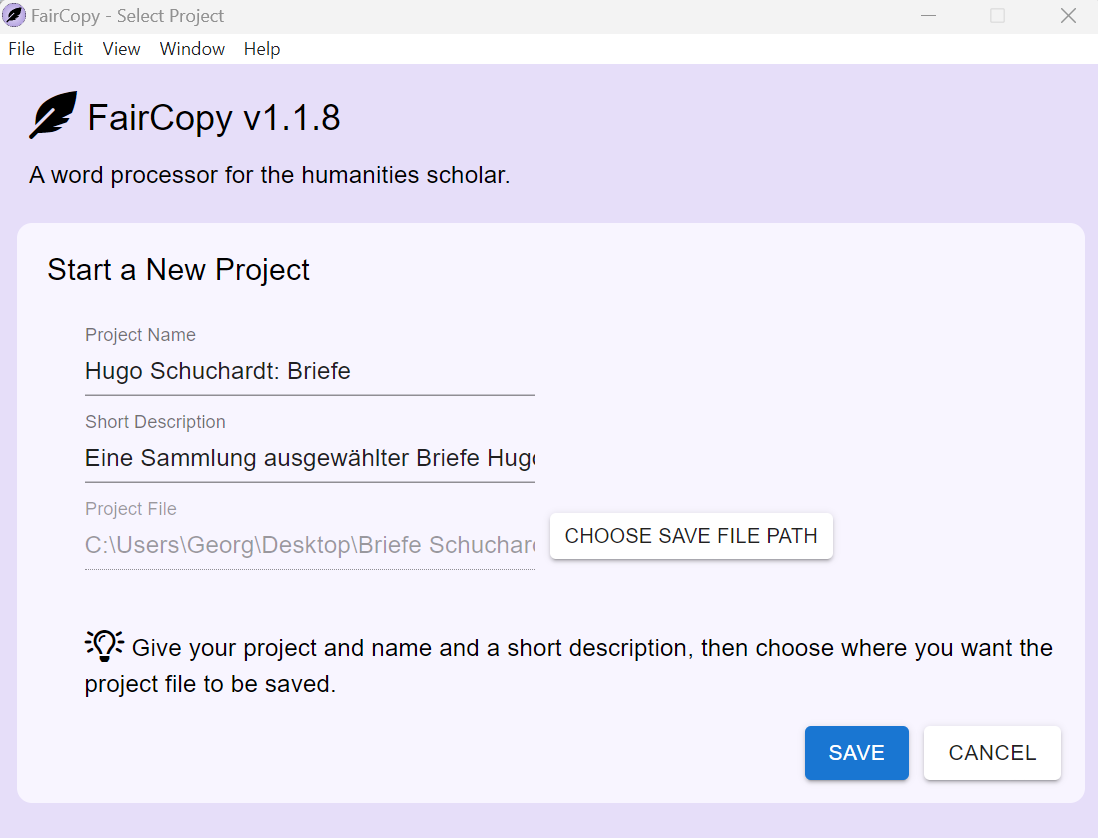 FairCopy - Select Project
File Edit View Window Help
FairCopy v1.1.8
A word processor for the humanities scholar.
Start a New Project
Project Name
Hugo Schuchardt: Briefe
Short Description
Eine Sammlung ausgewählter Briefe Hugo
Project File
C:\Users\Georg\Desktop\Briefe Schuchard
CHOOSE SAVE FILE PATH
Give your project and name and a short description, then choose where you want the
project file to be saved.
SAVE CANCEL